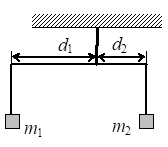 d₁ d₂
m₁ m₂